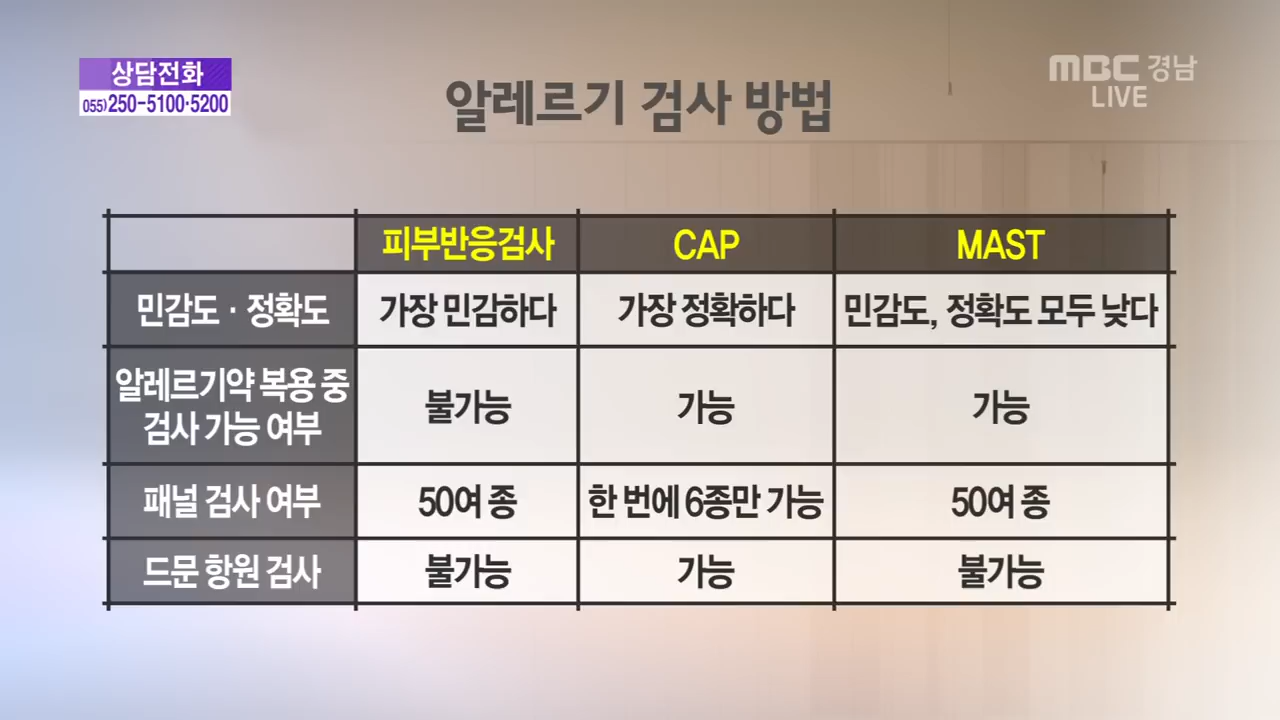 상담전화
055)250-5100·5200
알레르기 검사 방법
MBC 경남
LIVE
피부반응검사 CAP MAST
민감도 · 정확도 가장 민감하다 가장 정확하다 민감도, 정확도 모두 낮다
알레르기약 복용 중
검사 가능 여부 불가능 가능 가능
패널 검사 여부 50여 종 한 번에 6종만 가능 50여 종
드문 항원 검사 불가능 가능 불가능